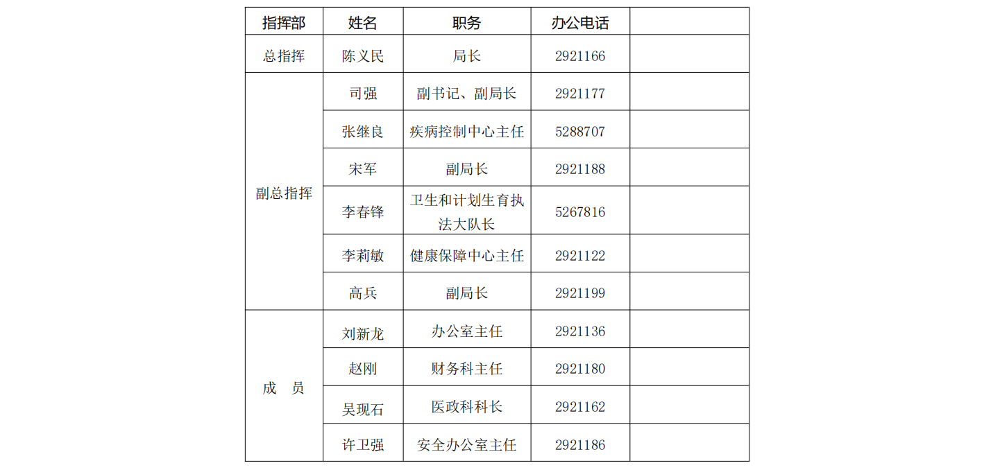 指挥部 姓名 职务 办公电话
总指挥 陈义民 局长 2921166
副总指挥 司强 副书记、副局长 2921177
张继良 疾病控制中心主任 5288707
宋军 副局长 2921188
李春锋 卫生和计划生育执
法大队长 5267816
李莉敏 健康保障中心主任 2921122
高兵 副局长 2921199
成 员 刘新龙 办公室主任 2921136
赵刚 财务科主任 2921180
吴现石 医政科科长 2921162
许卫强 安全办公室主任 2921186